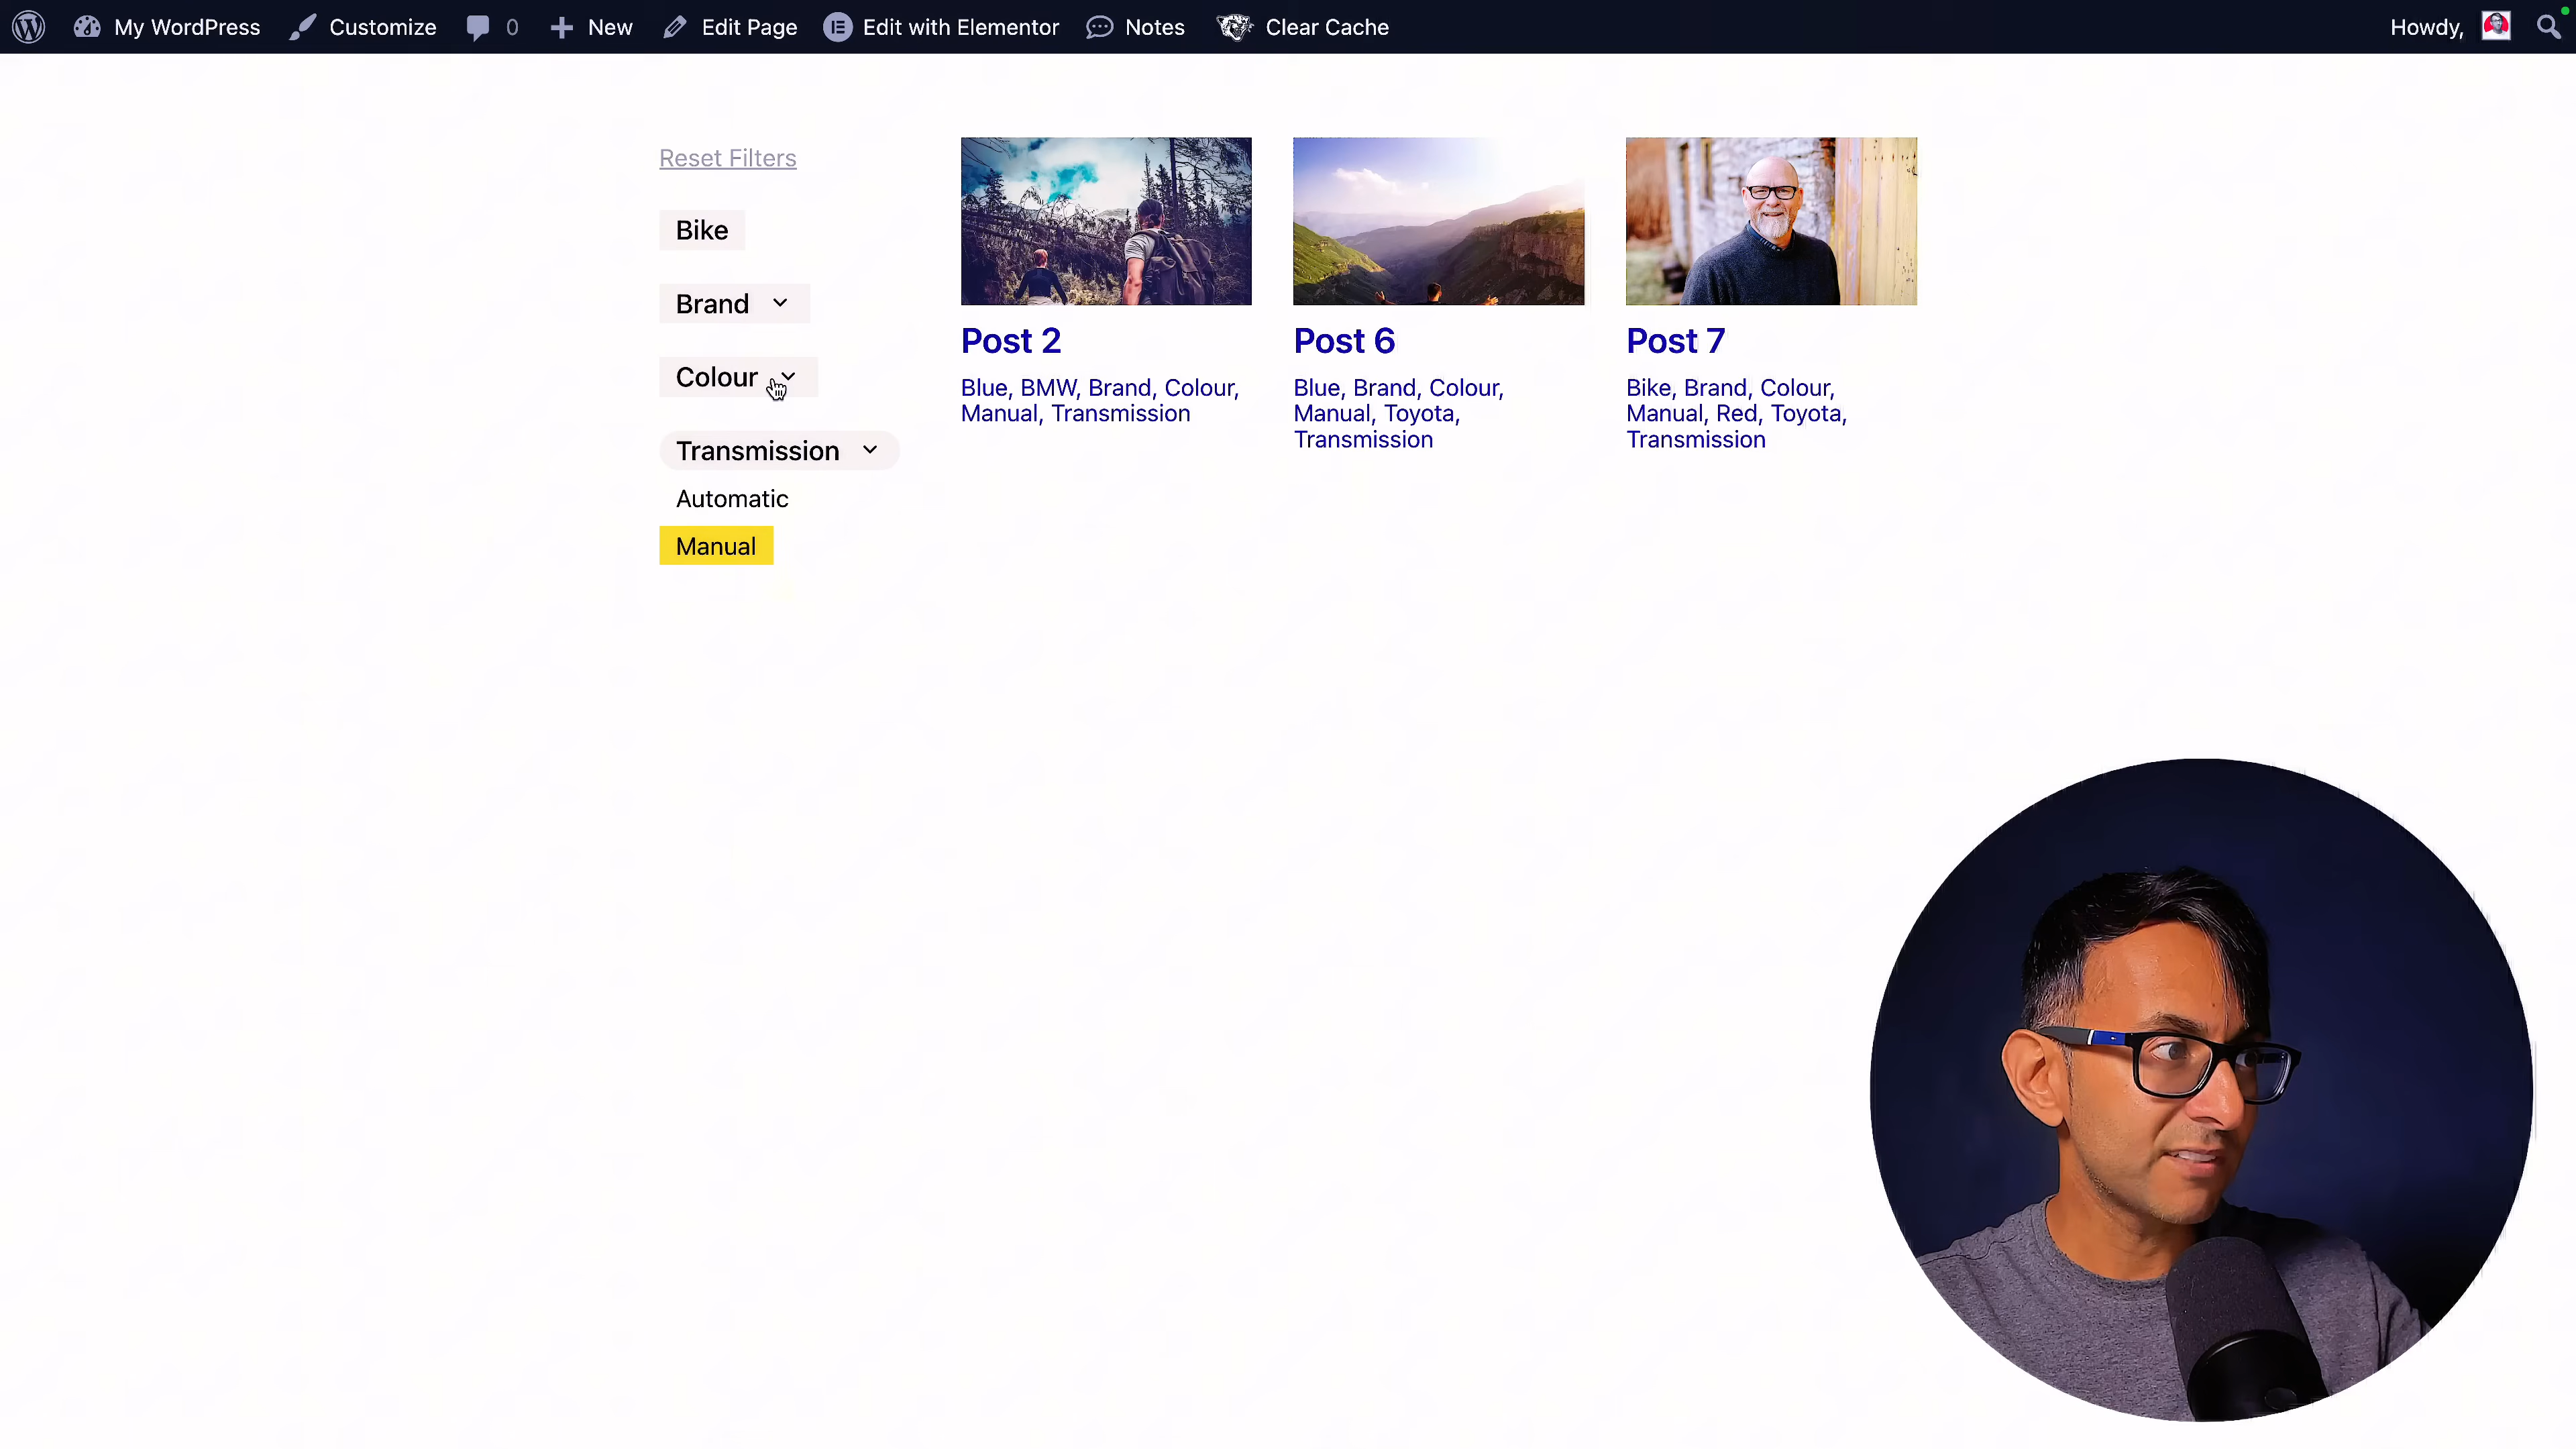 My WordPress Customize 0 New Edit Page Edit with Elementor Notes Clear Cache Howdy,
Reset Filters
Bike
Brand
Colour
Transmission
Automatic
Manual
Post 2
Blue, BMW, Brand, Colour,
Manual, Transmission
Post 6
Blue, Brand, Colour,
Manual, Toyota,
Transmission
Post 7
Bike, Brand, Colour,
Manual, Red, Toyota,
Transmission